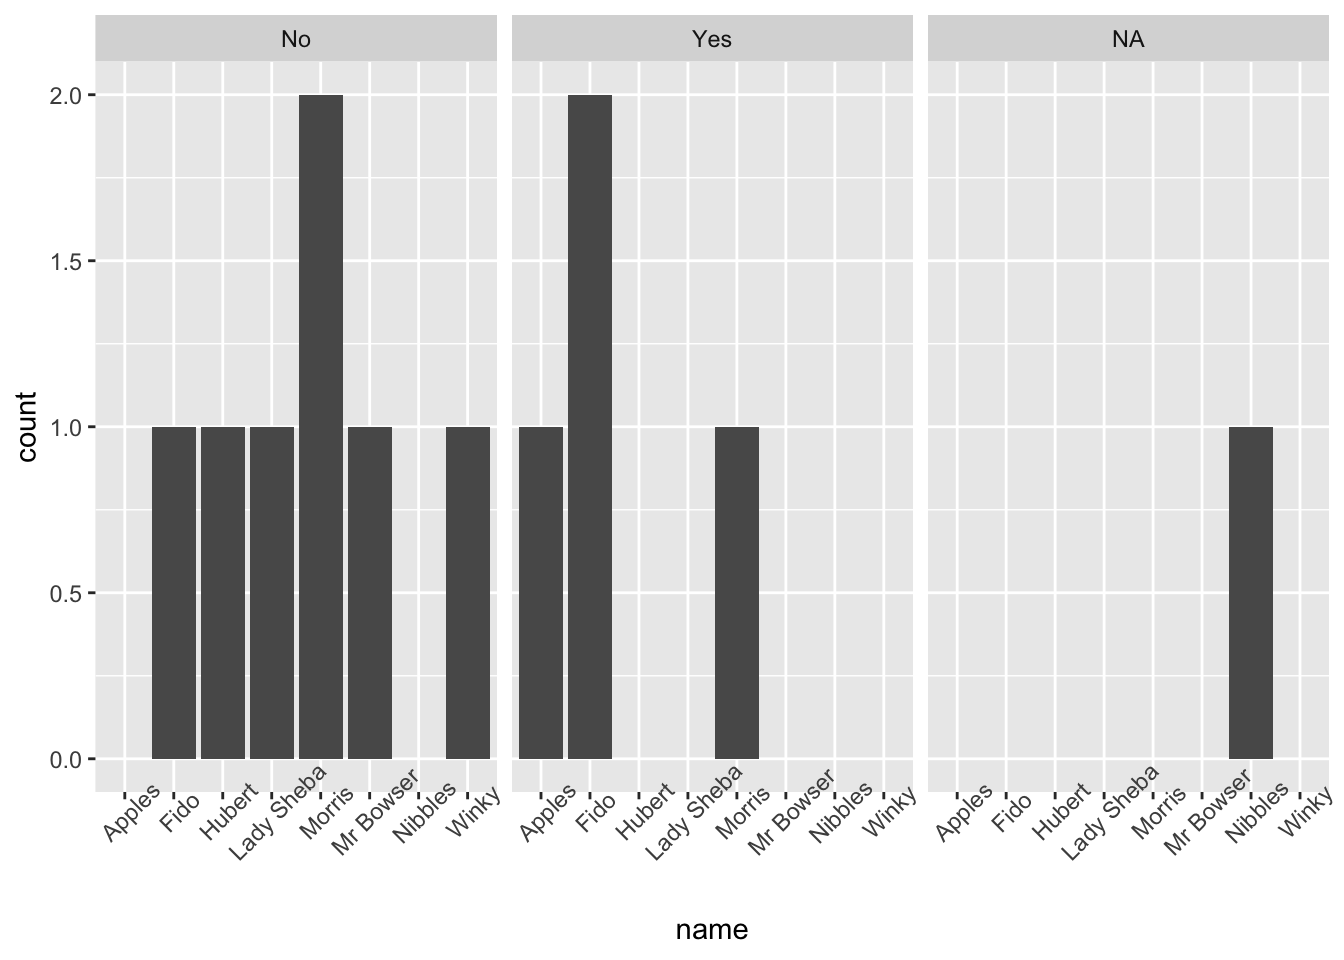 No Yes NA
2.0
1.5
1.0
0.5
0.0
count
Apples Fido Hubert Lady Sheba Morris Mr Bowser Nibbles Winky Apples Fido Hubert Lady Sheba Morris Mr Bowser Nibbles Winky Apples Fido Hubert Lady Sheba Morris Mr Bowser Nibbles Winky
name